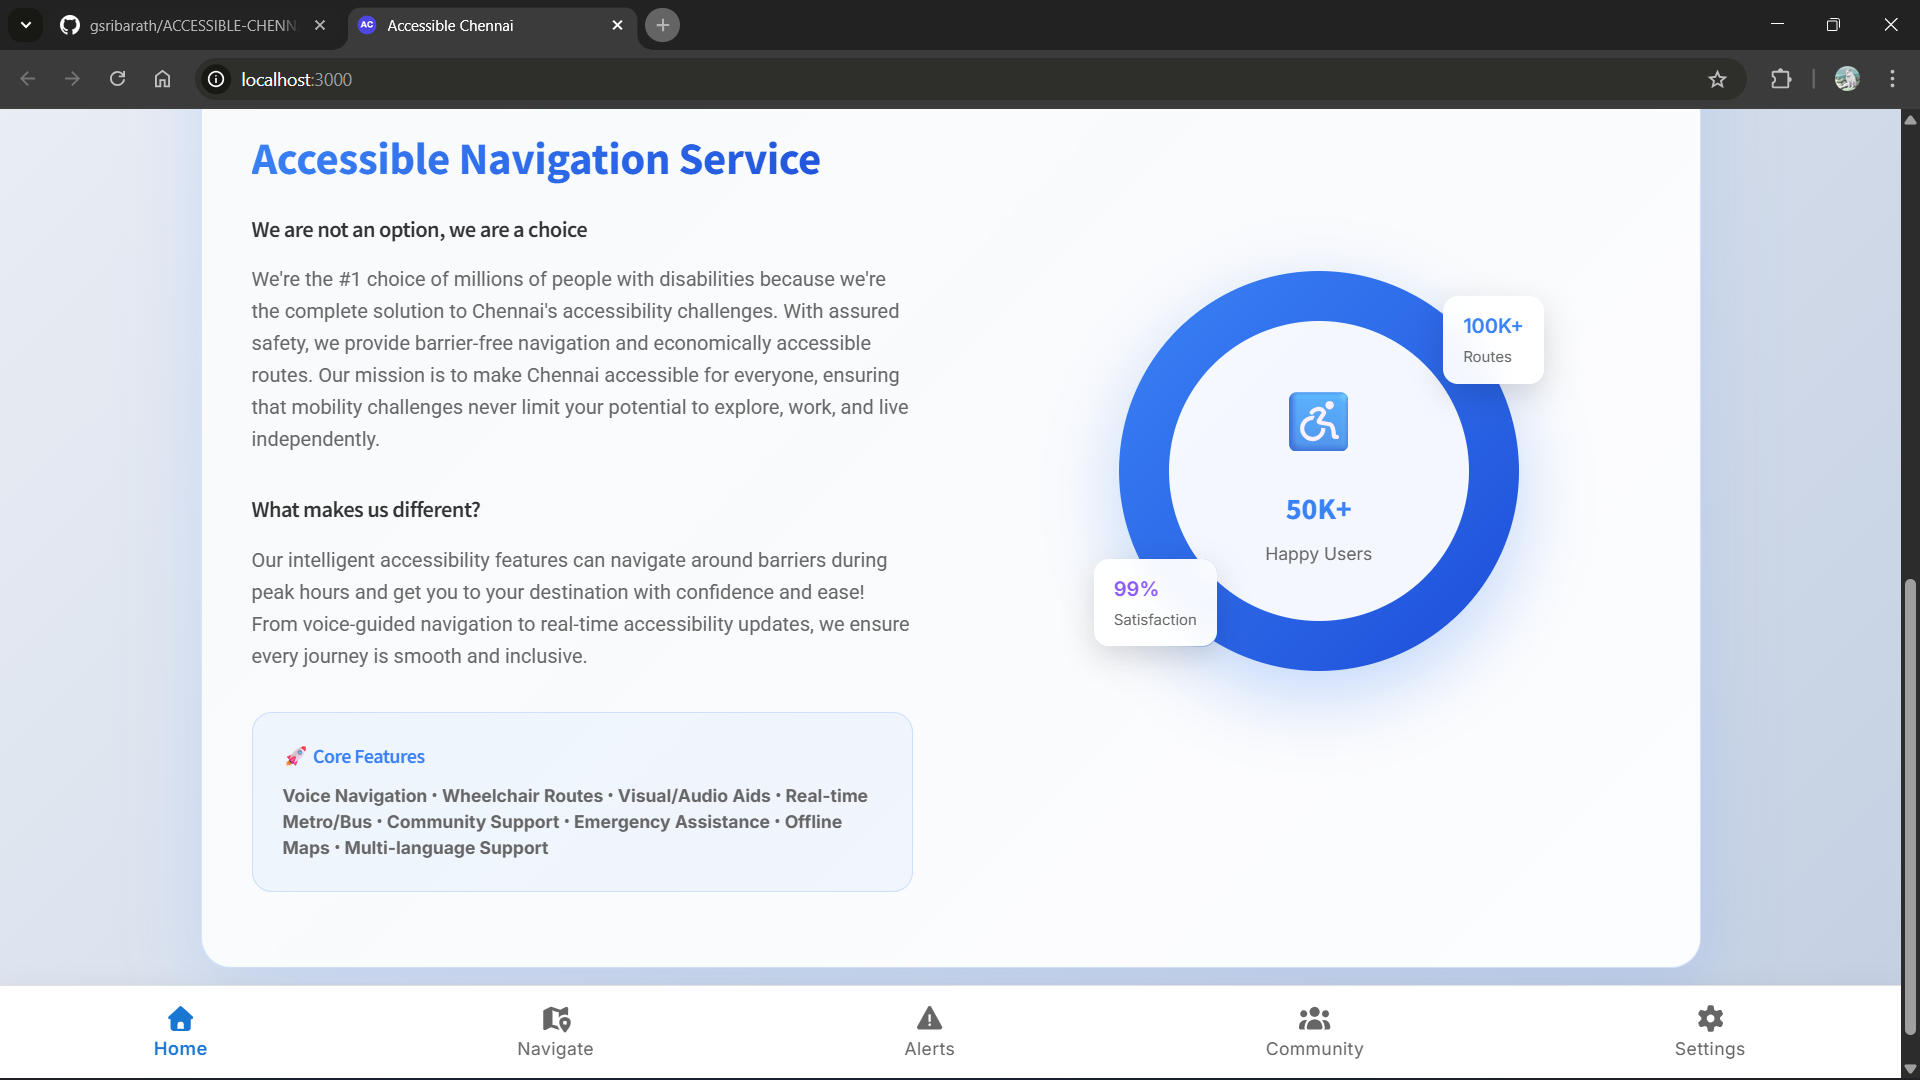 gsribarath/ACCESSIBLE-CHENN
AC
Accessible Chennai
localhost:3000
Accessible Navigation Service
We are not an option, we are a choice
We're the #1 choice of millions of people with disabilities because we're
the complete solution to Chennai's accessibility challenges. With assured
safety, we provide barrier-free navigation and economically accessible
routes. Our mission is to make Chennai accessible for everyone, ensuring
that mobility challenges never limit your potential to explore, work, and live
independently.
What makes us different?
Our intelligent accessibility features can navigate around barriers during
peak hours and get you to your destination with confidence and ease!
From voice-guided navigation to real-time accessibility updates, we ensure
every journey is smooth and inclusive.
🚀 Core Features
Voice Navigation • Wheelchair Routes • Visual/Audio Aids • Real-time
Metro/Bus • Community Support • Emergency Assistance • Offline
Maps • Multi-language Support
100K+
Routes
50K+
Happy Users
99%
Satisfaction
Home
Navigate
Alerts
Community
Settings